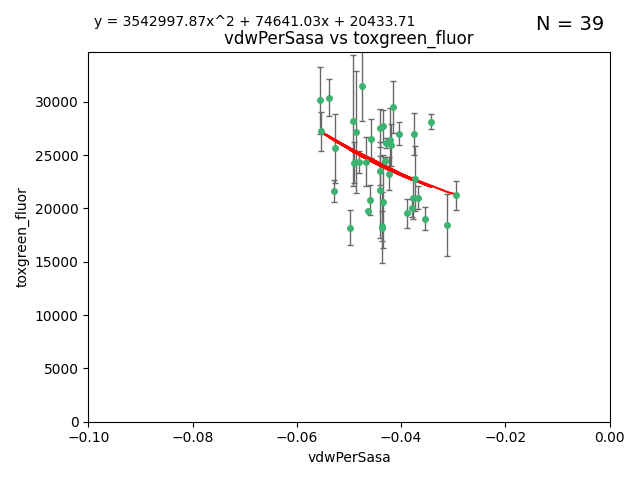 y = 3542997.87x^2 + 74641.03x + 20433.71
N = 39
vdwPerSasa vs toxgreen_fluor
30000
25000
20000
15000
10000
5000
0
toxgreen_fluor
−0.10
−0.08
−0.06
−0.04
−0.02
0.00
vdwPerSasa